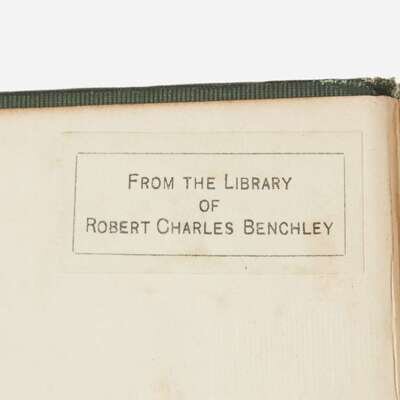 FROM THE LIBRARY
OF
ROBERT CHARLES BENCHLEY